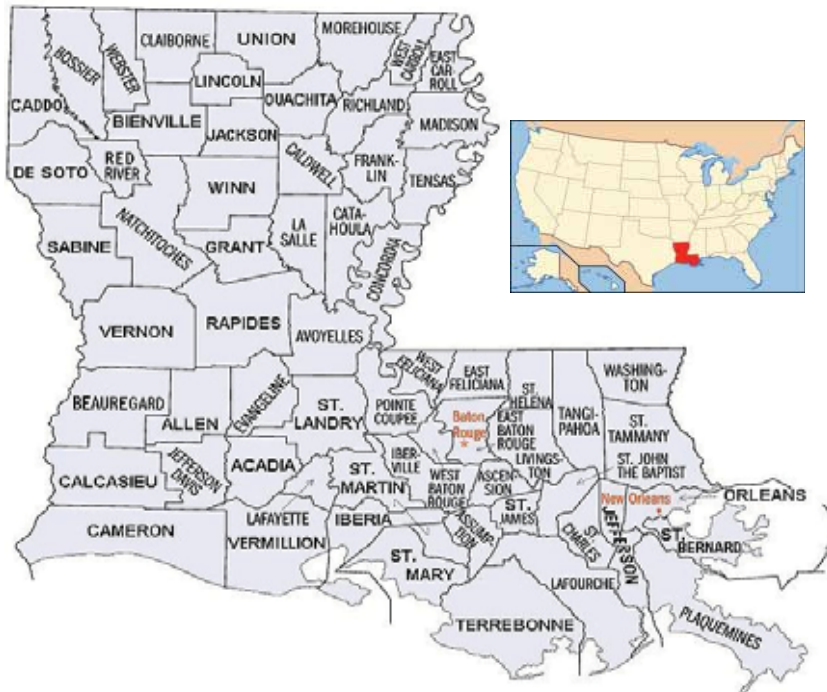 CLAIBORNE
UNION
MOREHOUSE
WEST
CARROLL
EAST
CAR-
ROLL
BOSSIER
WEBSTER
LINCOLN
CADDO
OUACHITA
RICHLAND
BIENVILLE
JACKSON
MADISON
RED
RIVER
DE SOTO
CALDWELL
FRANK-
LIN
WINN
TENSAS
NATCHITOCHES
LA
SALLE
CATA-
HOULA
SABINE
GRANT
CONCORDIA
RAPIDES
VERNON
AVOYELLES
WEST
FELICIANA
EAST
FELICIANA
ST.
HELENA
WASHING-
TON
BEAUREGARD
ALLEN
EVANGELINE
ST.
LANDRY
POINTE
COUPEE
Baton
Rouge
EAST
BATON
ROUGE
TANGI-
PAHOA
ST.
TAMMANY
JEFFERSON
DAVIS
ACADIA
IBER-
VILLE
LIVINGS-
TON
ST. JOHN
THE BAPTIST
CALCASIEU
ST.
MARTIN
WEST
BATON
ROUGE
ASCEN-
SION
New Orleans
ORLEANS
CAMERON
LAFAYETTE
VERMILLION
IBERIA
ASSUMP-
TION
ST.
JAMES
ST.
CHARLES
JEFFERSON
ST.
BERNARD
ST.
MARY
LAFOURCHE
TERREBONNE
PLAQUEMINES